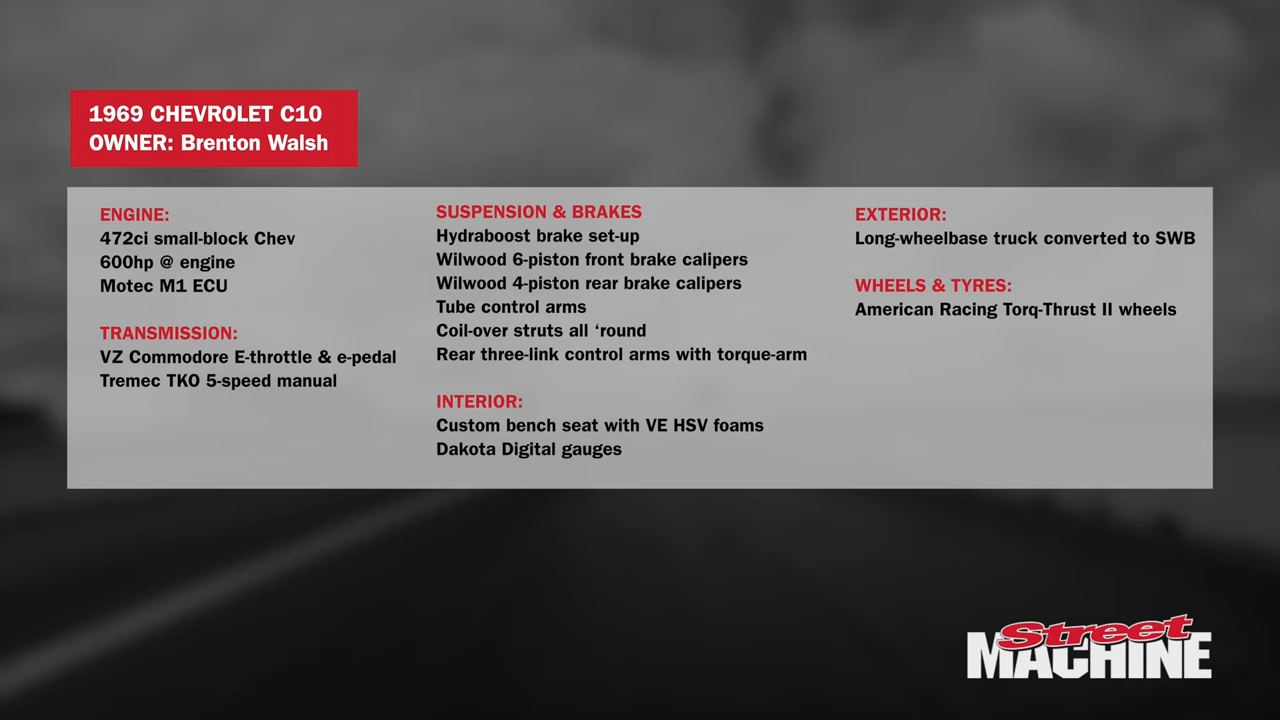 1969 CHEVROLET C10
OWNER: Brenton Walsh
ENGINE:
472ci small-block Chev
600hp @ engine
Motec M1 ECU
TRANSMISSION:
VZ Commodore E-throttle & e-pedal
Tremec TKO 5-speed manual
SUSPENSION & BRAKES
Hydraboost brake set-up
Wilwood 6-piston front brake calipers
Wilwood 4-piston rear brake calipers
Tube control arms
Coil-over struts all ‘round
Rear three-link control arms with torque-arm
INTERIOR:
Custom bench seat with VE HSV foams
Dakota Digital gauges
EXTERIOR:
Long-wheelbase truck converted to SWB
WHEELS & TYRES:
American Racing Torq-Thrust II wheels
Street
MACHINE